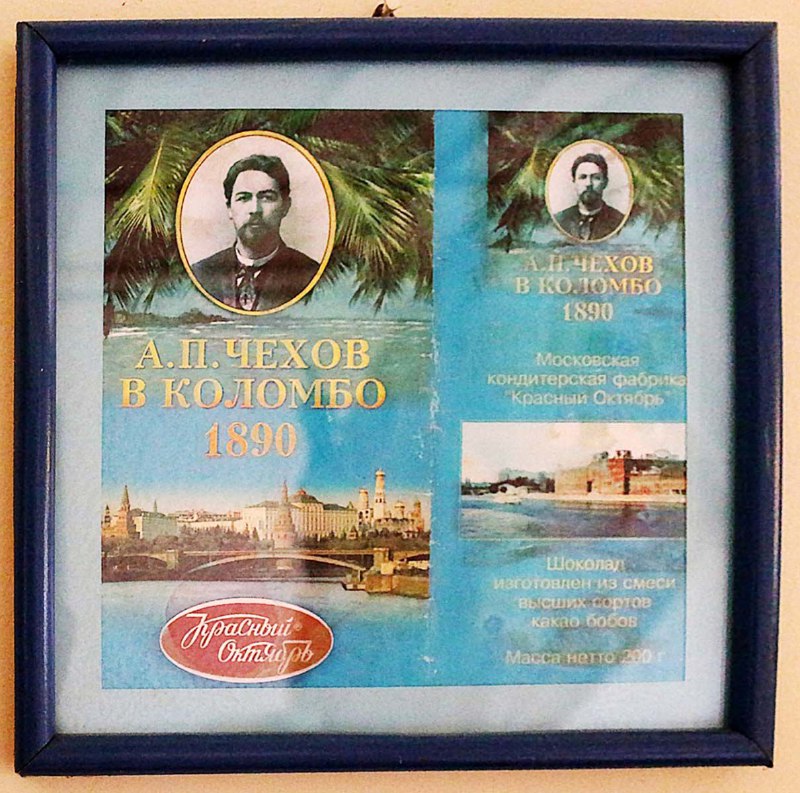 А.П.ЧЕХОВ
В КОЛОМБО
1890
Красный
Октябрь
А.П.ЧЕХОВ
В КОЛОМБО
1890
Московская
кондитерская фабрика
"Красный Октябрь"
Шоколад
изготовлен из смеси
высших сортов
какао бобов
Масса нетто 200 г